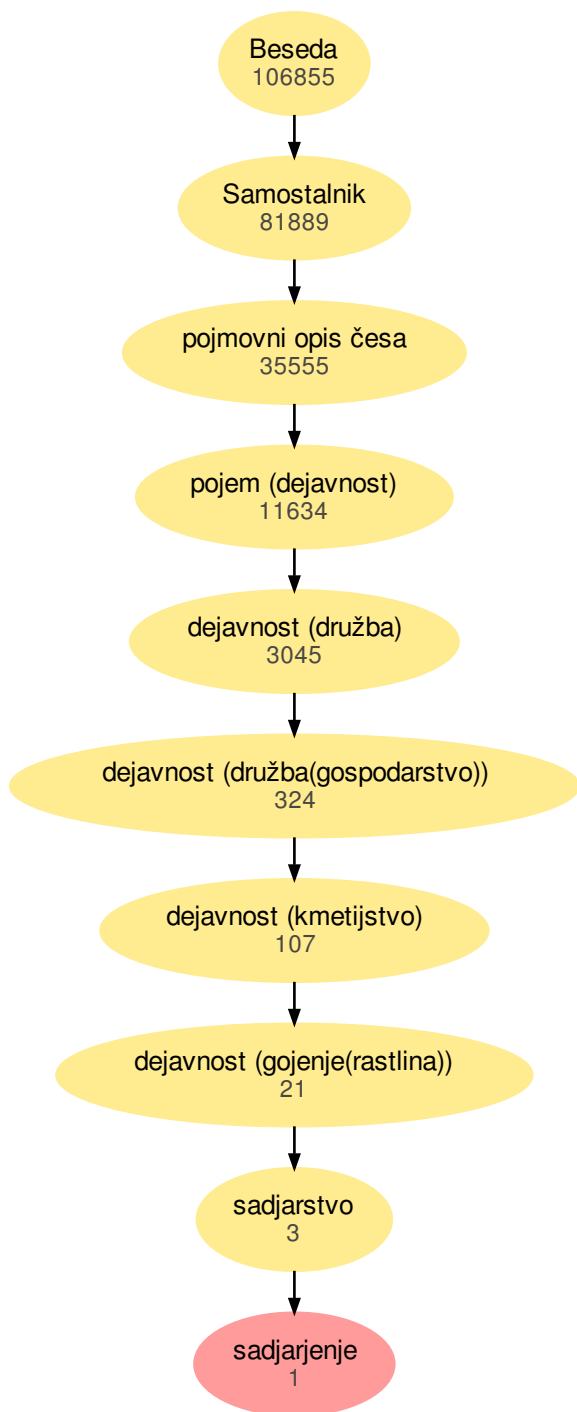 Beseda
106855
Samostalnik
81889
pojmovni opis česa
35555
pojem (dejavnost)
11634
dejavnost (družba)
3045
dejavnost (družba(gospodarstvo))
324
dejavnost (kmetijstvo)
107
dejavnost (gojenje(rastlina))
21
sadjarstvo
3
sadjarjenje
1